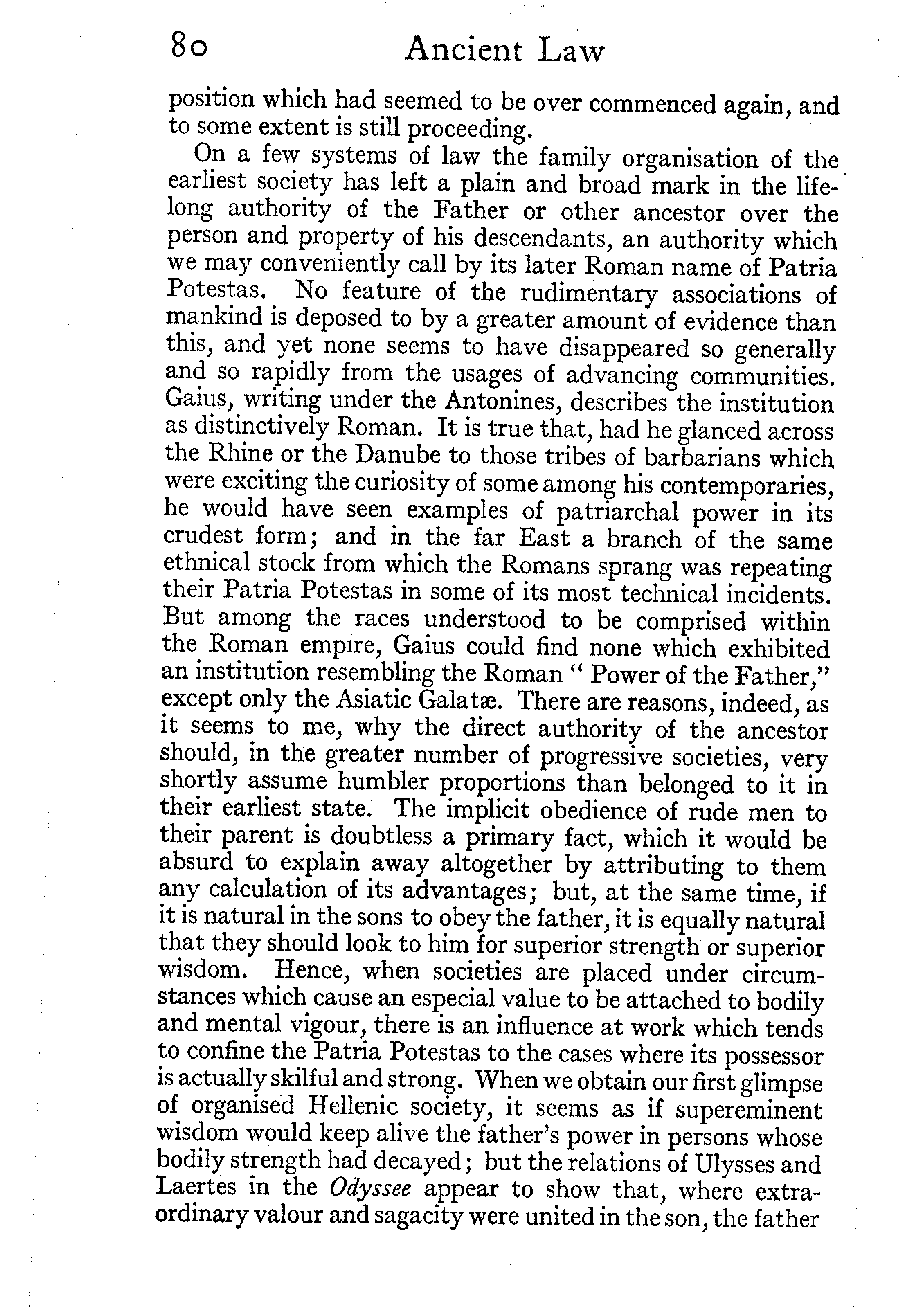 80 Ancient Law
position which had seemed to be over commenced again, and
to some extent is still proceeding.
On a few systems of law the family organisation of the
earliest society has left a plain and broad mark in the life-
long authority of the Father or other ancestor over the
person and property of his descendants, an authority which
we may conveniently call by its later Roman name of Patria
Potestas. No feature of the rudimentary associations of
mankind is deposed to by a greater amount of evidence than
this, and yet none seems to have disappeared so generally
and so rapidly from the usages of advancing communities.
Gaius, writing under the Antonines, describes the institution
as distinctively Roman. It is true that, had he glanced across
the Rhine or the Danube to those tribes of barbarians which
were exciting the curiosity of some among his contemporaries,
he would have seen examples of patriarchal power in its
crudest form; and in the far East a branch of the same
ethnical stock from which the Romans sprang was repeating
their Patria Potestas in some of its most technical incidents.
But among the races understood to be comprised within
the Roman empire, Gaius could find none which exhibited
an institution resembling the Roman “ Power of the Father,”
except only the Asiatic Galatæ. There are reasons, indeed, as
it seems to me, why the direct authority of the ancestor
should, in the greater number of progressive societies, very
shortly assume humbler proportions than belonged to it in
their earliest state. The implicit obedience of rude men to
their parent is doubtless a primary fact, which it would be
absurd to explain away altogether by attributing to them
any calculation of its advantages; but, at the same time, if
it is natural in the sons to obey the father, it is equally natural
that they should look to him for superior strength or superior
wisdom. Hence, when societies are placed under circum-
stances which cause an especial value to be attached to bodily
and mental vigour, there is an influence at work which tends
to confine the Patria Potestas to the cases where its possessor
is actually skilful and strong. When we obtain our first glimpse
of organised Hellenic society, it seems as if supereminent
wisdom would keep alive the father's power in persons whose
bodily strength had decayed; but the relations of Ulysses and
Laertes in the Odyssee appear to show that, where extra-
ordinary valour and sagacity were united in the son, the father